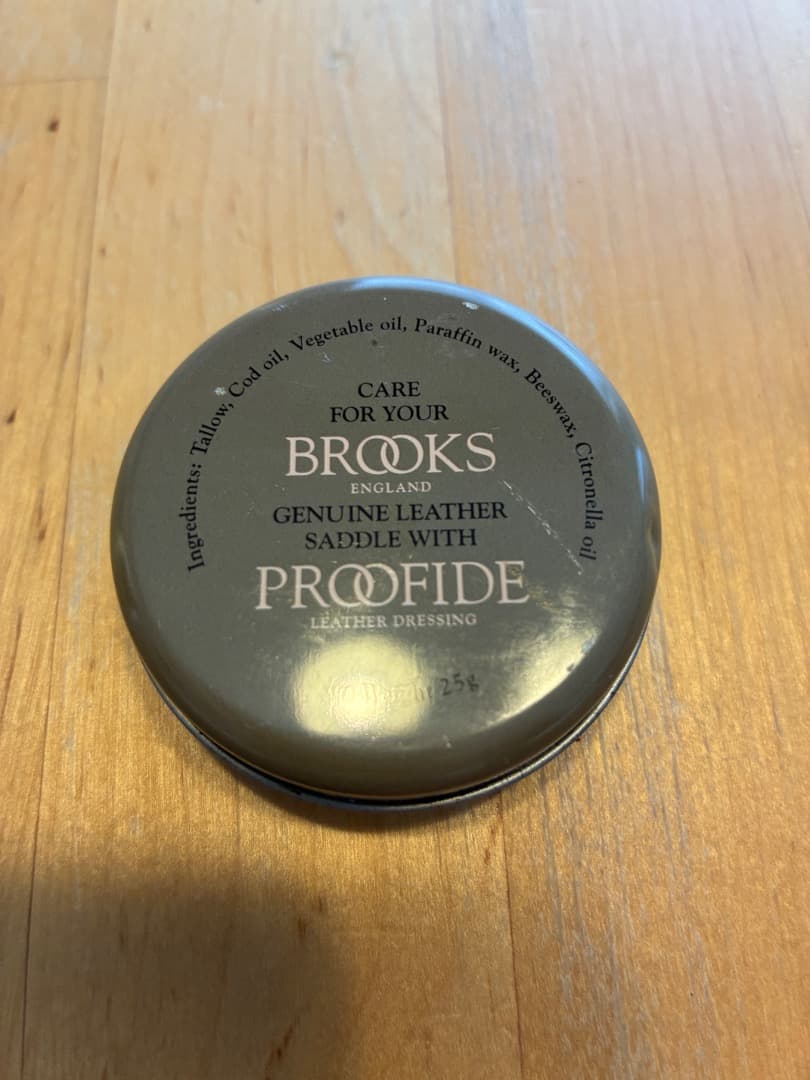 Ingredients: Tallow, Cod oil, Vegetable oil, Paraffin wax, Beeswax, Citronella oil
CARE
FOR YOUR
BROOKS
ENGLAND
GENUINE LEATHER
SADDLE WITH
PROOFIDE
LEATHER DRESSING
25g